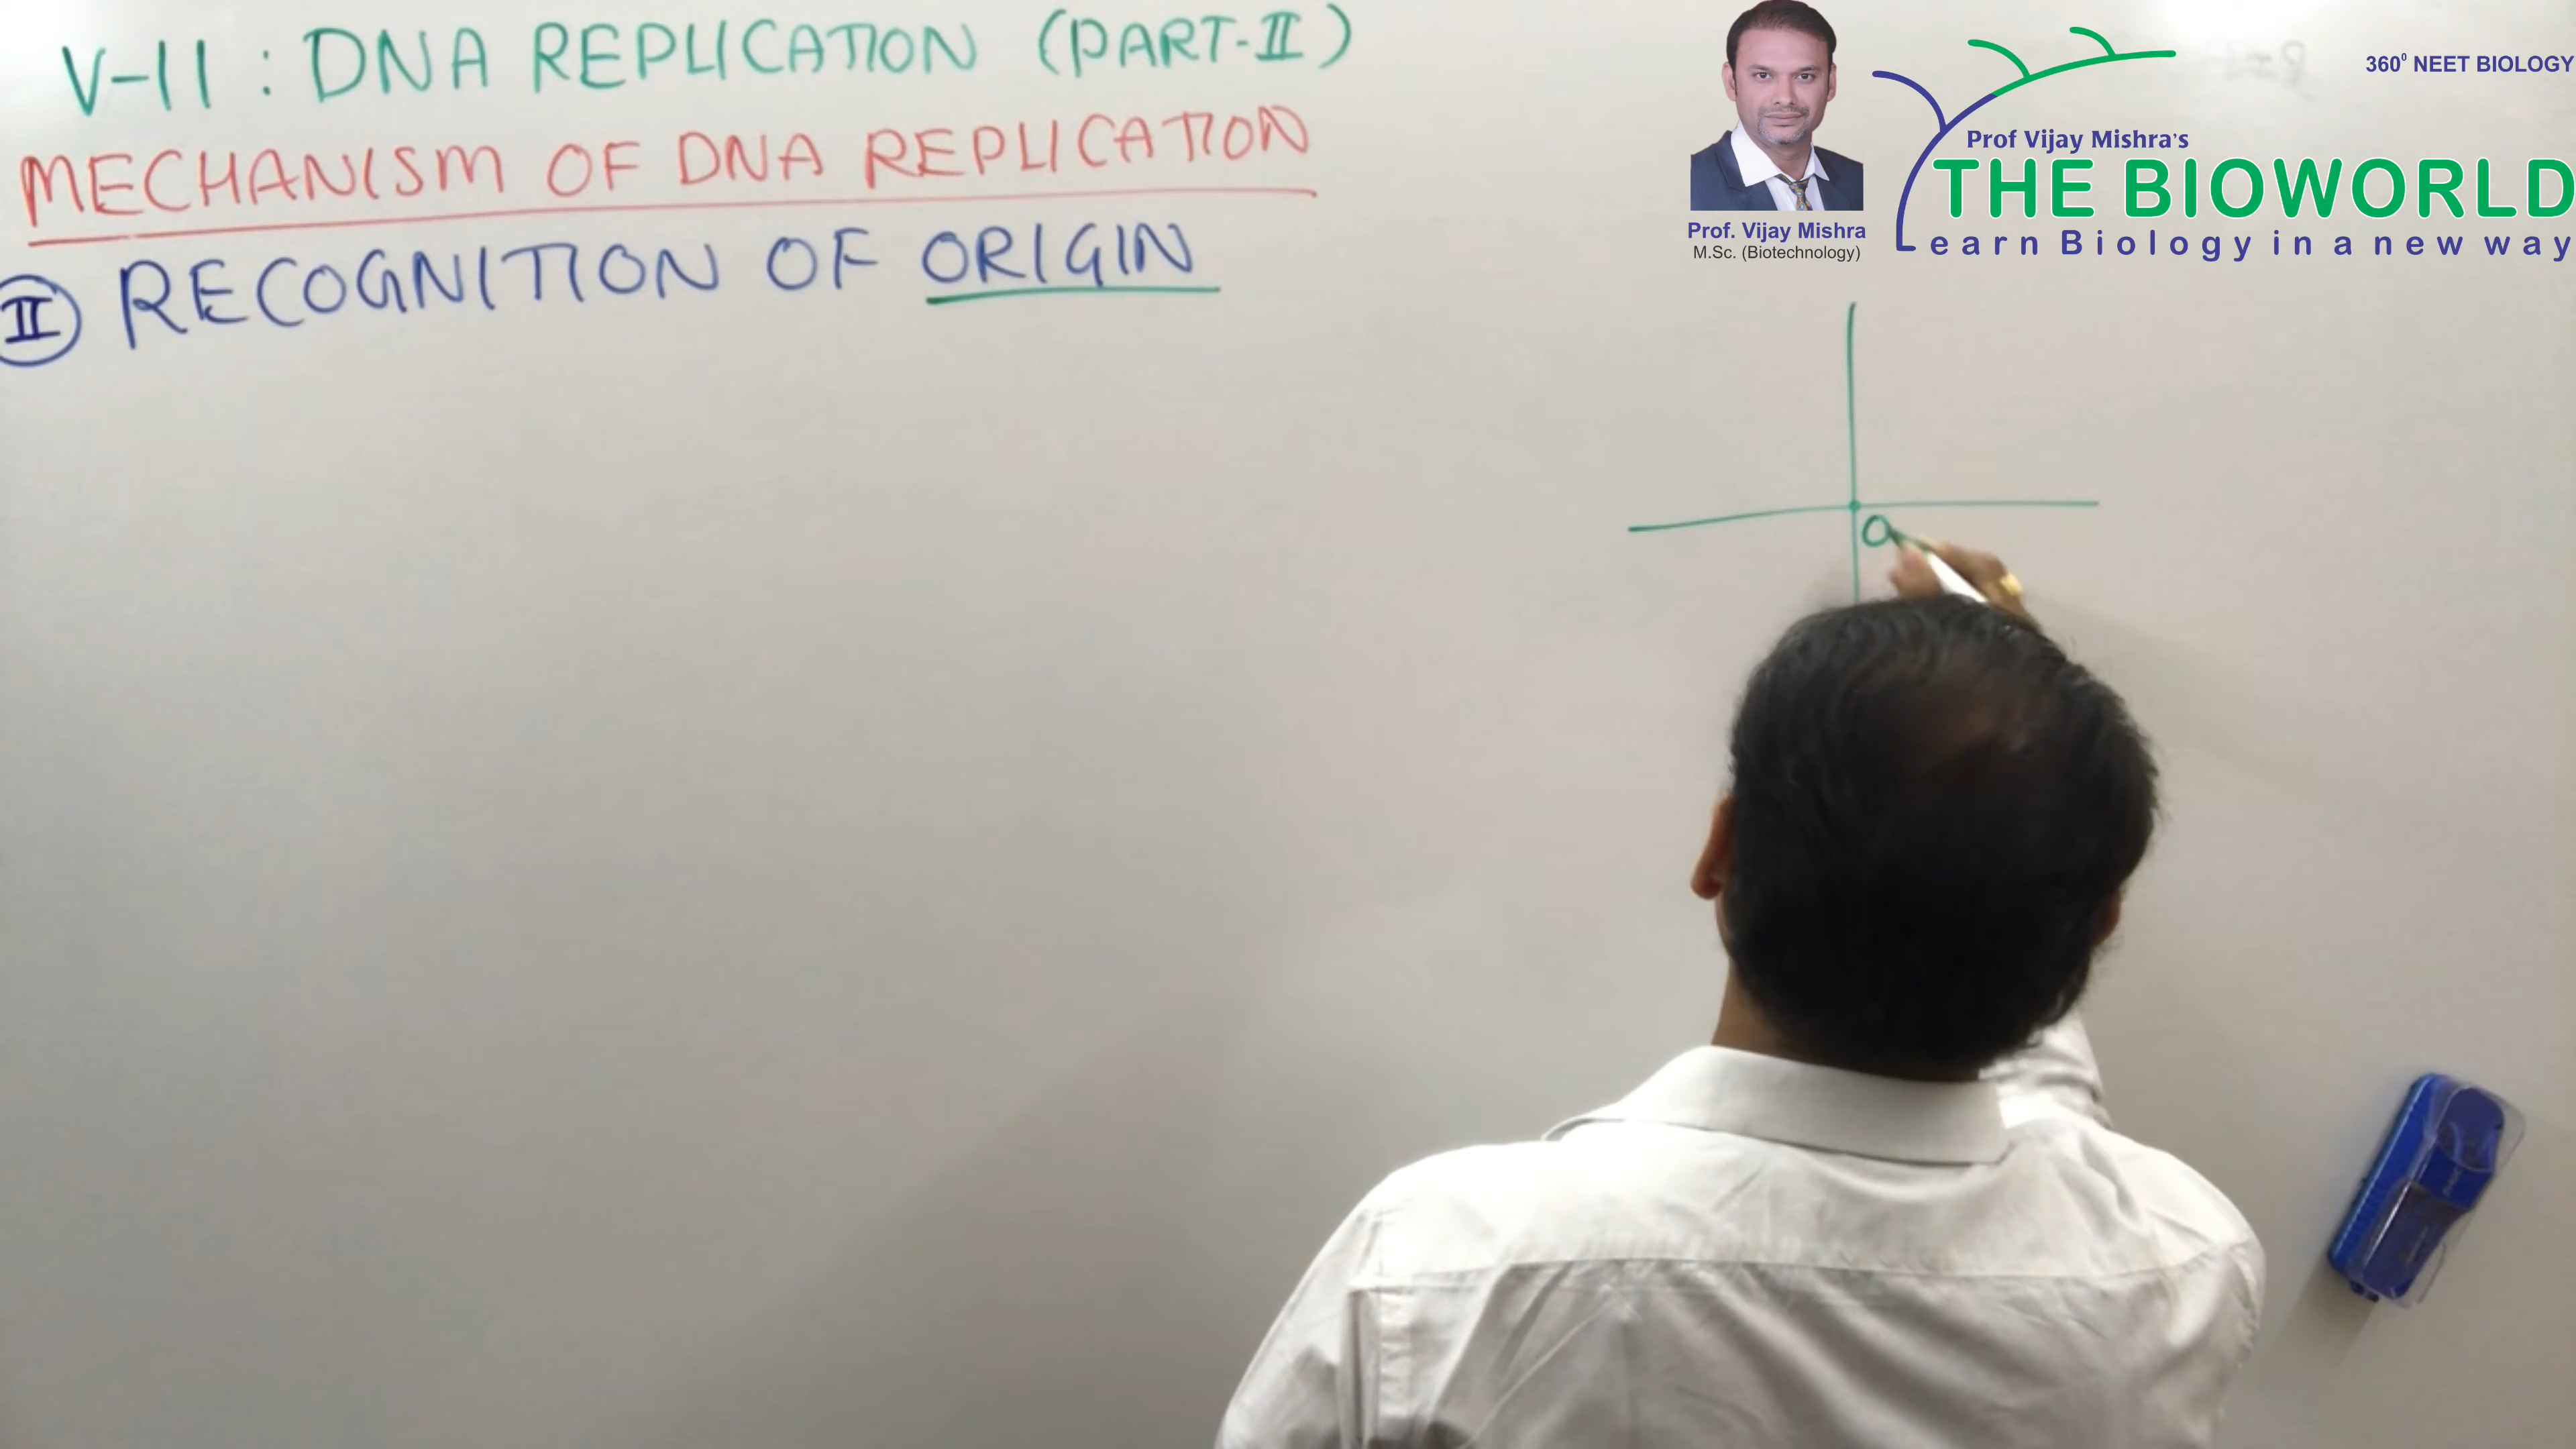 V-11 : DNA REPLICATION (PART-II)
MECHANISM OF DNA REPLICATION
II RECOGNITION OF ORIGIN
O
Prof. Vijay Mishra
M.Sc. (Biotechnology)
360⁰ NEET BIOLOGY
Prof Vijay Mishra's
THE BIOWORLD
Learn Biology in a new way